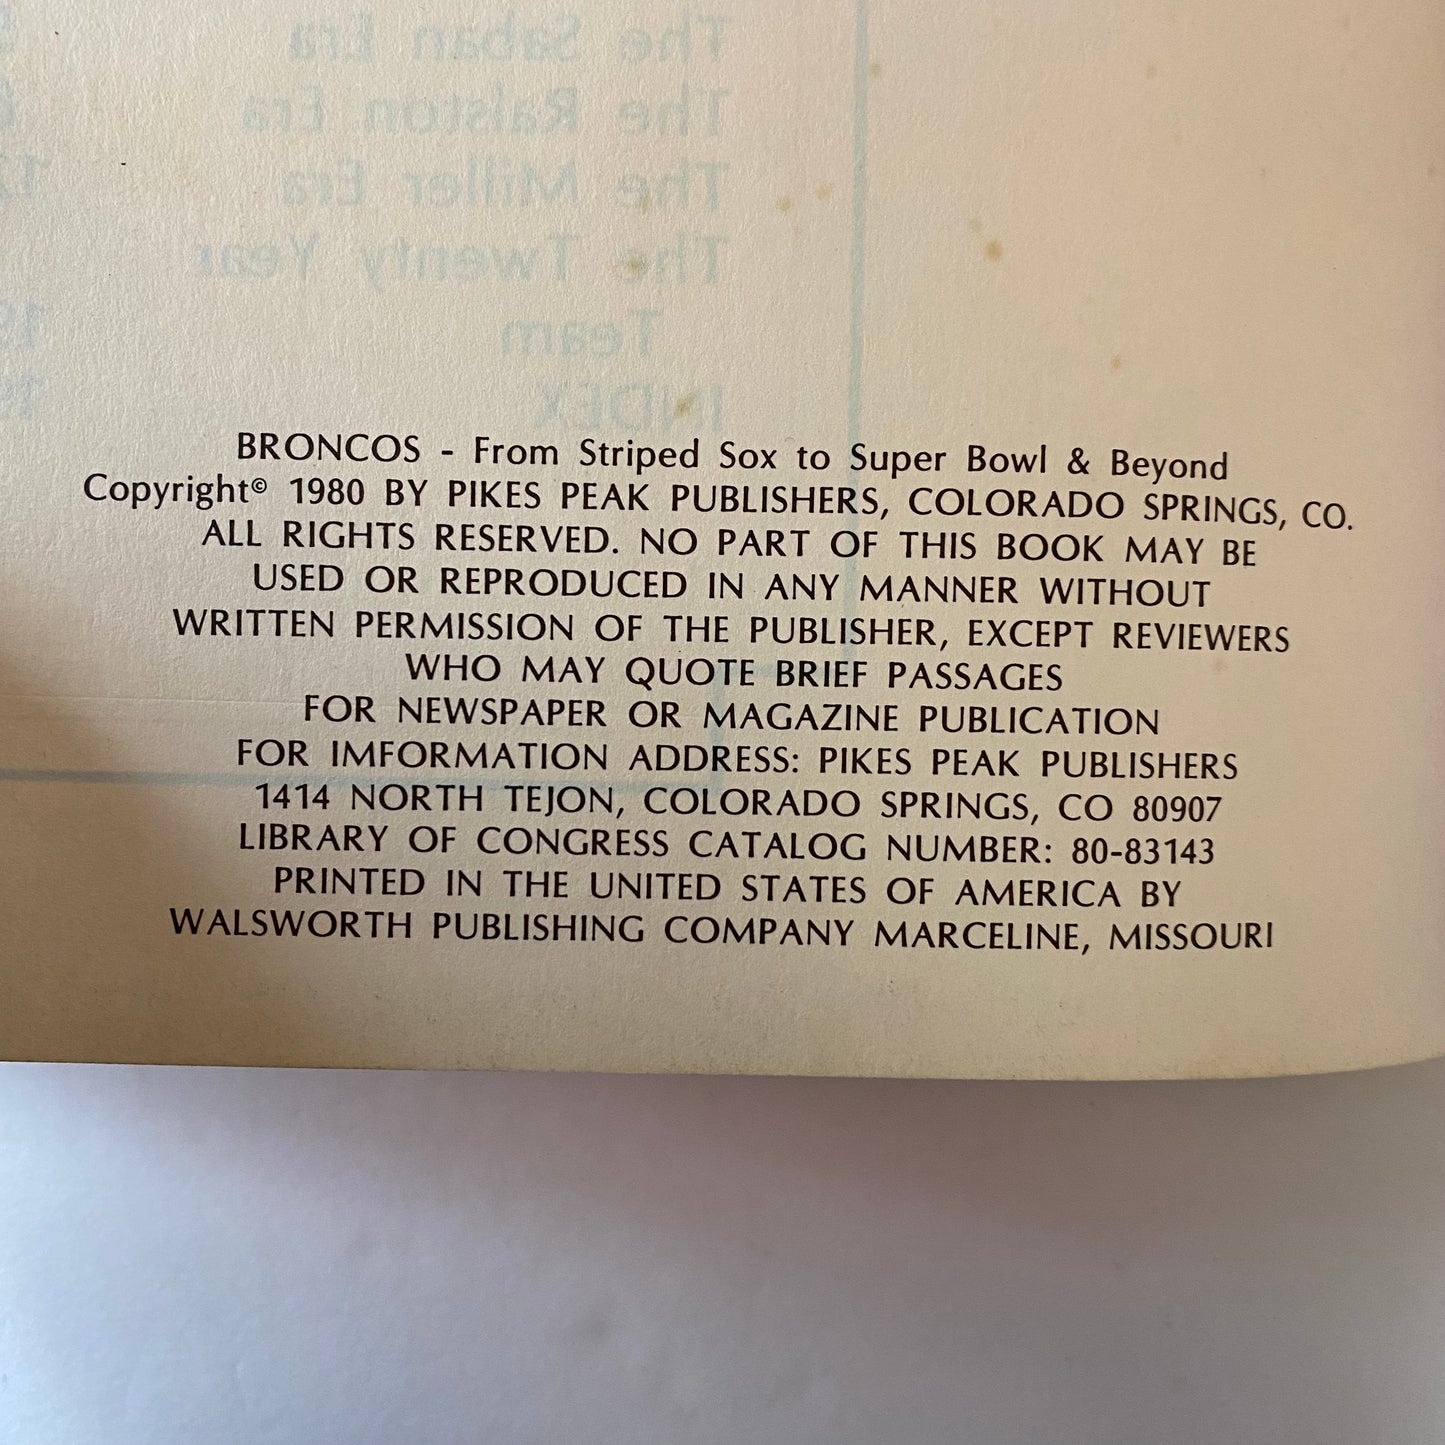 The Saban Era
The Ralston Era
The Miller Era
The Twenty Year
Team
INDEX
BRONCOS - From Striped Sox to Super Bowl & Beyond
Copyright© 1980 BY PIKES PEAK PUBLISHERS, COLORADO SPRINGS, CO.
ALL RIGHTS RESERVED. NO PART OF THIS BOOK MAY BE
USED OR REPRODUCED IN ANY MANNER WITHOUT
WRITTEN PERMISSION OF THE PUBLISHER, EXCEPT REVIEWERS
WHO MAY QUOTE BRIEF PASSAGES
FOR NEWSPAPER OR MAGAZINE PUBLICATION
FOR IMFORMATION ADDRESS: PIKES PEAK PUBLISHERS
1414 NORTH TEJON, COLORADO SPRINGS, CO 80907
LIBRARY OF CONGRESS CATALOG NUMBER: 80-83143
PRINTED IN THE UNITED STATES OF AMERICA BY
WALSWORTH PUBLISHING COMPANY MARCELINE, MISSOURI